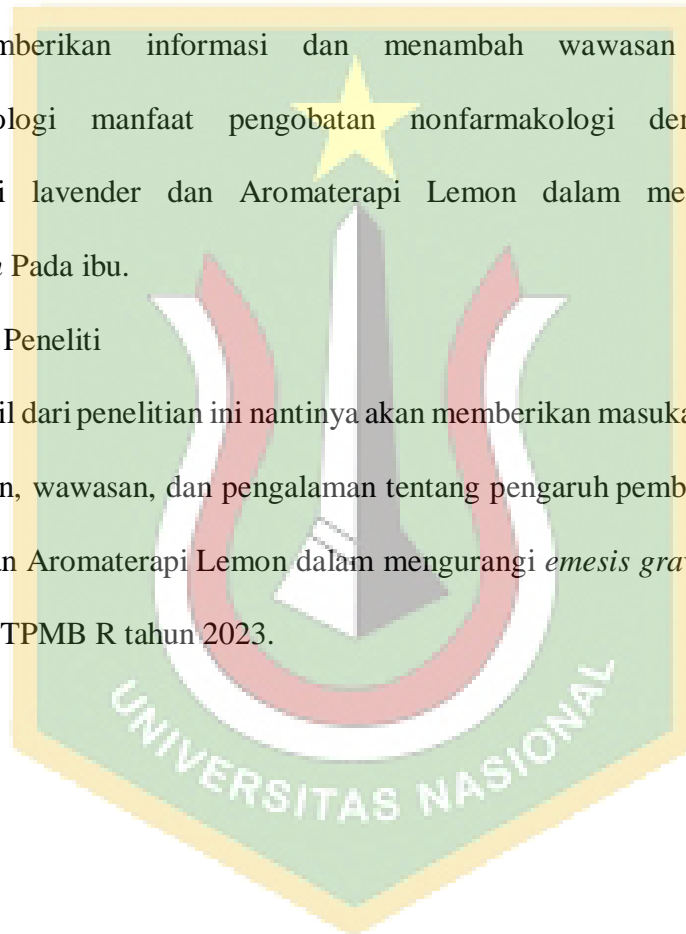 mberikan informasi dan menambah wawasan
ologi manfaat pengobatan nonfarmakologi der
i lavender dan Aromaterapi Lemon dalam me
Pada ibu.
Peneliti
il dari penelitian ini nantinya akan memberikan masuka
n, wawasan, dan pengalaman tentang pengaruh pemb
an Aromaterapi Lemon dalam mengurangi emesis gra
TPMB R tahun 2023.
UNIVERSITAS NASIONAL